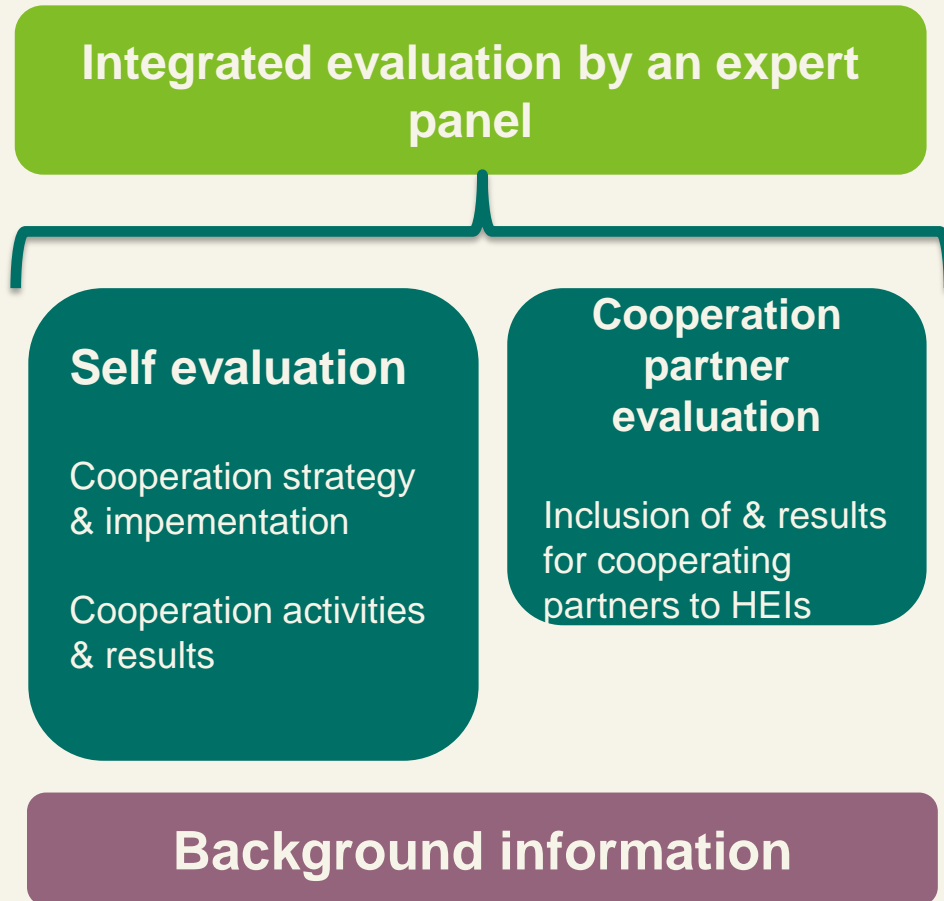 Integrated evaluation by an expert
panel
Self evaluation
Cooperation strategy
& impementation
Cooperation activities
& results
Cooperation
partner
evaluation
Inclusion of & results
for cooperating
partners to HEIs
Background information